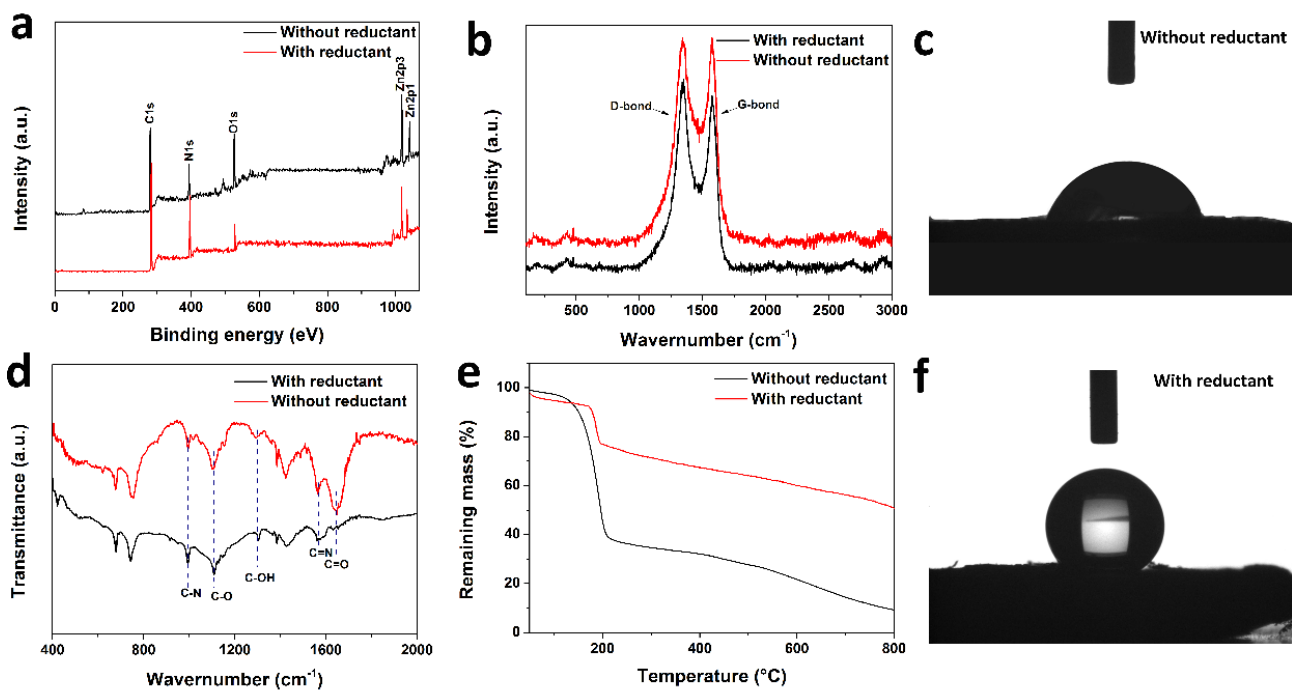 a
Without reductant
With reductant
C1s
N1s
O1s
Zn2p3
Zn2p1
Intensity (a.u.)
0 200 400 600 800 1000
Binding energy (eV)
b
With reductant
Without reductant
D-bond
G-bond
Intensity (a.u.)
500 1000 1500 2000 2500 3000
Wavernumber (cm⁻¹)
c
Without reductant
d
With reductant
Without reductant
C-N
C-O
C-OH
C=N
C=O
Transmittance (a.u.)
400 800 1200 1600 2000
Wavernumber (cm⁻¹)
e
Without reductant
With reductant
100
80
60
40
20
0
Remaining mass (%)
200 400 600 800
Temperature (°C)
f
With reductant